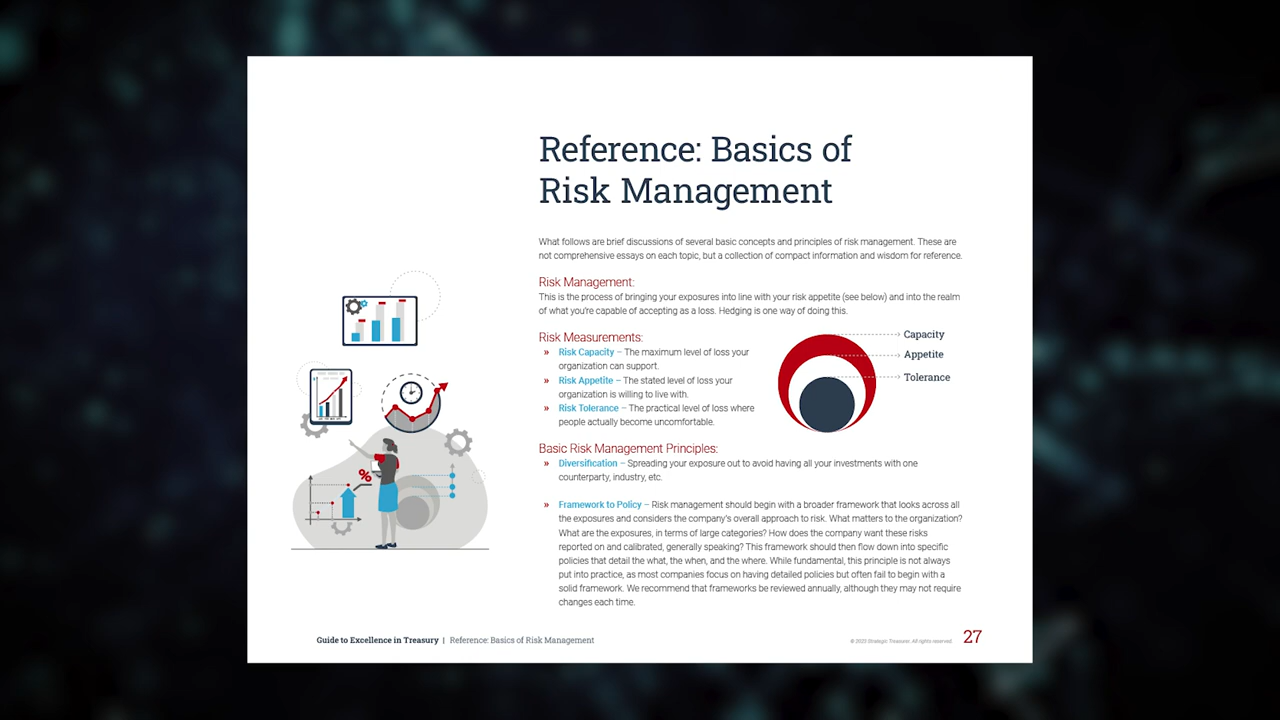 Reference: Basics of
Risk Management
What follows are brief discussions of several basic concepts and principles of risk management. These are
not comprehensive essays on each topic, but a collection of compact information and wisdom for reference.
Risk Management:
This is the process of bringing your exposures into line with your risk appetite (see below) and into the realm
of what you're capable of accepting as a loss. Hedging is one way of doing this.
Risk Measurements:
» Risk Capacity – The maximum level of loss your
organization can support.
» Risk Appetite – The stated level of loss your
organization is willing to live with.
» Risk Tolerance – The practical level of loss where
people actually become uncomfortable.
Capacity
Appetite
Tolerance
Basic Risk Management Principles:
» Diversification – Spreading your exposure out to avoid having all your investments with one
counterparty, industry, etc.
» Framework to Policy – Risk management should begin with a broader framework that looks across all
the exposures and considers the company's overall approach to risk. What matters to the organization?
What are the exposures, in terms of large categories? How does the company want these risks
reported on and calibrated, generally speaking? This framework should then flow down into specific
policies that detail the what, the when, and the where. While fundamental, this principle is not always
put into practice, as most companies focus on having detailed policies but often fail to begin with a
solid framework. We recommend that frameworks be reviewed annually, although they may not require
changes each time.
%
Guide to Excellence in Treasury | Reference: Basics of Risk Management
Strategic Treasurer. All rights reserved.
27